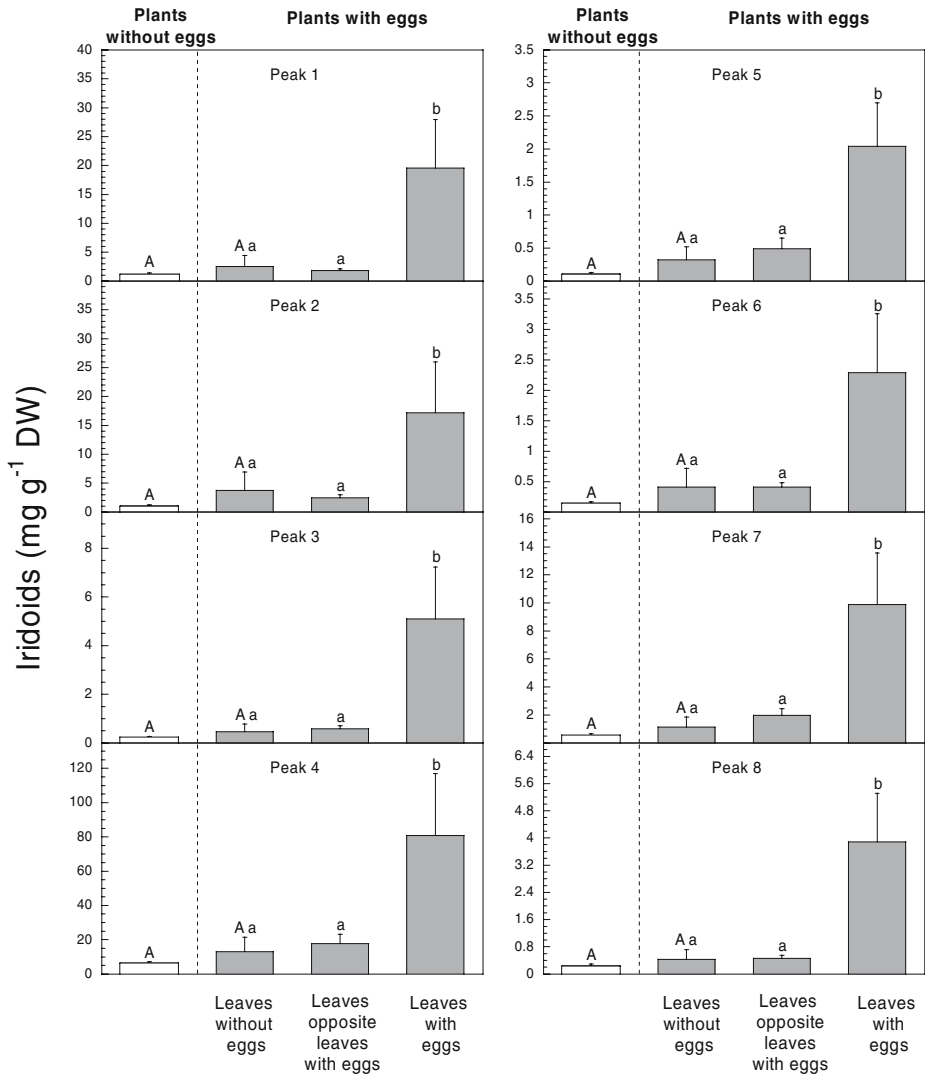 Plants
without eggs
Plants with eggs
Plants
without eggs
Plants with eggs
Iridoids (mg g⁻¹ DW)
Peak 1
40
35
30
25
20
15
10
5
0
A
A a
a
b
Peak 5
3.5
3
2.5
2
1.5
1
0.5
0
A
A a
a
b
Peak 2
35
30
25
20
15
10
5
0
A
A a
a
b
Peak 6
3.5
3
2.5
2
1.5
1
0.5
A
A a
a
b
Peak 3
8
6
4
2
0
A
A a
a
b
Peak 7
16
14
12
10
8
6
4
2
A
A a
a
b
Peak 4
120
100
80
60
40
20
0
A
A a
a
b
Peak 8
6.4
5.6
4.8
4
3.2
2.4
1.6
0.8
0
A
A a
a
b
Leaves
without
eggs
Leaves
opposite
leaves
with eggs
Leaves
with
eggs
Leaves
without
eggs
Leaves
opposite
leaves
with eggs
Leaves
with
eggs